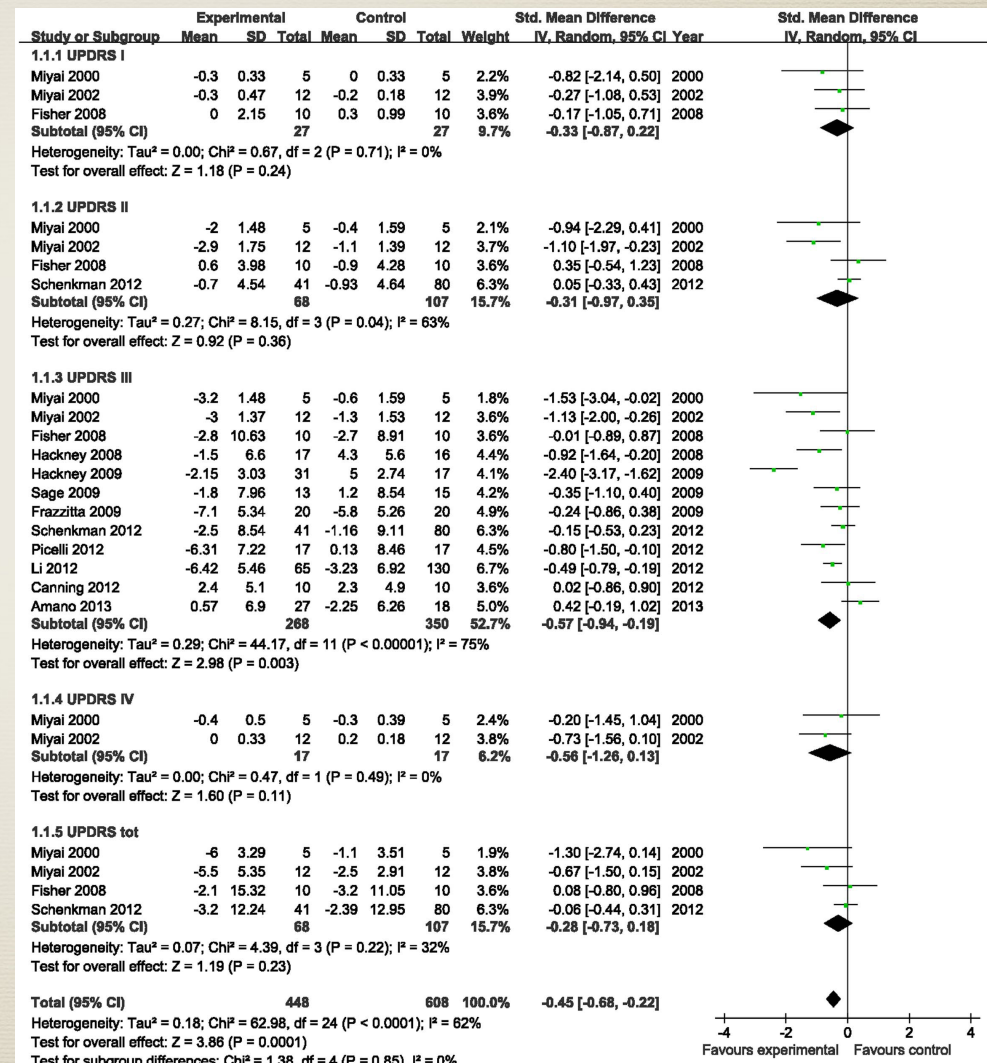 Experimental Control Std. Mean Difference Std. Mean Difference
Study or Subgroup Mean SD Total Mean SD Total Weight IV, Random, 95% CI Year IV, Random, 95% CI
1.1.1 UPDRS I
Miyai 2000 -0.3 0.33 5 0 0.33 5 2.2% -0.82 [-2.14, 0.50] 2000
Miyai 2002 -0.3 0.47 12 -0.2 0.18 12 3.9% -0.27 [-1.08, 0.53] 2002
Fisher 2008 0 2.15 10 0.3 0.99 10 3.6% -0.17 [-1.05, 0.71] 2008
Subtotal (95% CI) 27 27 9.7% -0.33 [-0.87, 0.22]
Heterogeneity: Tau² = 0.00; Chi² = 0.67, df = 2 (P = 0.71); I² = 0%
Test for overall effect: Z = 1.18 (P = 0.24)
1.1.2 UPDRS II
Miyai 2000 -2 1.48 5 -0.4 1.59 5 2.1% -0.94 [-2.29, 0.41] 2000
Miyai 2002 -2.9 1.75 12 -1.1 1.39 12 3.7% -1.10 [-1.97, -0.23] 2002
Fisher 2008 0.6 3.98 10 -0.9 4.28 10 3.6% 0.35 [-0.54, 1.23] 2008
Schenkman 2012 -0.7 4.54 41 -0.93 4.64 80 6.3% 0.05 [-0.33, 0.43] 2012
Subtotal (95% CI) 68 107 15.7% -0.31 [-0.97, 0.35]
Heterogeneity: Tau² = 0.27; Chi² = 8.15, df = 3 (P = 0.04); I² = 63%
Test for overall effect: Z = 0.92 (P = 0.36)
1.1.3 UPDRS III
Miyai 2000 -3.2 1.48 5 -0.6 1.59 5 1.8% -1.53 [-3.04, -0.02] 2000
Miyai 2002 -3 1.37 12 -1.3 1.53 12 3.6% -1.13 [-2.00, -0.26] 2002
Fisher 2008 -2.8 10.63 10 -2.7 8.91 10 3.6% -0.01 [-0.89, 0.87] 2008
Hackney 2008 -1.5 6.6 17 4.3 5.6 16 4.4% -0.92 [-1.64, -0.20] 2008
Hackney 2009 -2.15 3.03 31 5 2.74 17 4.1% -2.40 [-3.17, -1.62] 2009
Sage 2009 -1.8 7.96 13 1.2 8.54 15 4.2% -0.35 [-1.10, 0.40] 2009
Frazzitta 2009 -7.1 5.34 20 -5.8 5.26 20 4.9% -0.24 [-0.86, 0.38] 2009
Schenkman 2012 -2.5 8.54 41 -1.16 9.11 80 6.3% -0.15 [-0.53, 0.23] 2012
Picelli 2012 -6.31 7.22 17 0.13 8.46 17 4.5% -0.80 [-1.50, -0.10] 2012
Li 2012 -6.42 5.46 65 -3.23 6.92 130 6.7% -0.49 [-0.79, -0.19] 2012
Canning 2012 2.4 5.1 10 2.3 4.9 10 3.6% 0.02 [-0.86, 0.90] 2012
Amano 2013 0.57 6.9 27 -2.25 6.26 18 5.0% 0.42 [-0.19, 1.02] 2013
Subtotal (95% CI) 268 350 52.7% -0.57 [-0.94, -0.19]
Heterogeneity: Tau² = 0.29; Chi² = 44.17, df = 11 (P < 0.00001); I² = 75%
Test for overall effect: Z = 2.98 (P = 0.003)
1.1.4 UPDRS IV
Miyai 2000 -0.4 0.5 5 -0.3 0.39 5 2.4% -0.20 [-1.45, 1.04] 2000
Miyai 2002 0 0.33 12 0.2 0.18 12 3.8% -0.73 [-1.56, 0.10] 2002
Subtotal (95% CI) 17 17 6.2% -0.56 [-1.26, 0.13]
Heterogeneity: Tau² = 0.00; Chi² = 0.47, df = 1 (P = 0.49); I² = 0%
Test for overall effect: Z = 1.60 (P = 0.11)
1.1.5 UPDRS tot
Miyai 2000 -6 3.29 5 -1.1 3.51 5 1.9% -1.30 [-2.74, 0.14] 2000
Miyai 2002 -5.5 5.35 12 -2.5 2.91 12 3.8% -0.67 [-1.50, 0.15] 2002
Fisher 2008 -2.1 15.32 10 -3.2 11.05 10 3.6% 0.08 [-0.80, 0.96] 2008
Schenkman 2012 -3.2 12.24 41 -2.39 12.95 80 6.3% -0.06 [-0.44, 0.31] 2012
Subtotal (95% CI) 68 107 15.7% -0.28 [-0.73, 0.18]
Heterogeneity: Tau² = 0.07; Chi² = 4.39, df = 3 (P = 0.22); I² = 32%
Test for overall effect: Z = 1.19 (P = 0.23)
Total (95% CI) 448 608 100.0% -0.45 [-0.68, -0.22]
Heterogeneity: Tau² = 0.18; Chi² = 62.98, df = 24 (P < 0.0001); I² = 62%
Test for overall effect: Z = 3.86 (P = 0.0001)
Test for subgroup differences: Chi² = 1.38, df = 4 (P = 0.85), I² = 0%
-4 -2 0 2 4
Favours experimental Favours control